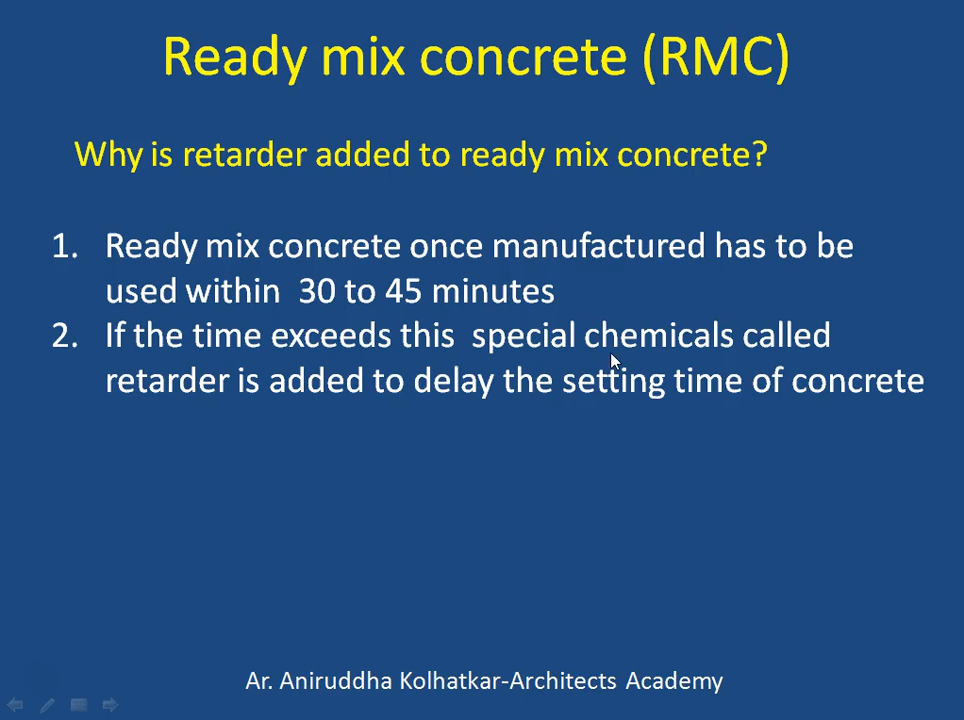 Ready mix concrete (RMC)
Why is retarder added to ready mix concrete?
1. Ready mix concrete once manufactured has to be
used within 30 to 45 minutes
2. If the time exceeds this special chemicals called
retarder is added to delay the setting time of concrete
Ar. Aniruddha Kolhatkar-Architects Academy